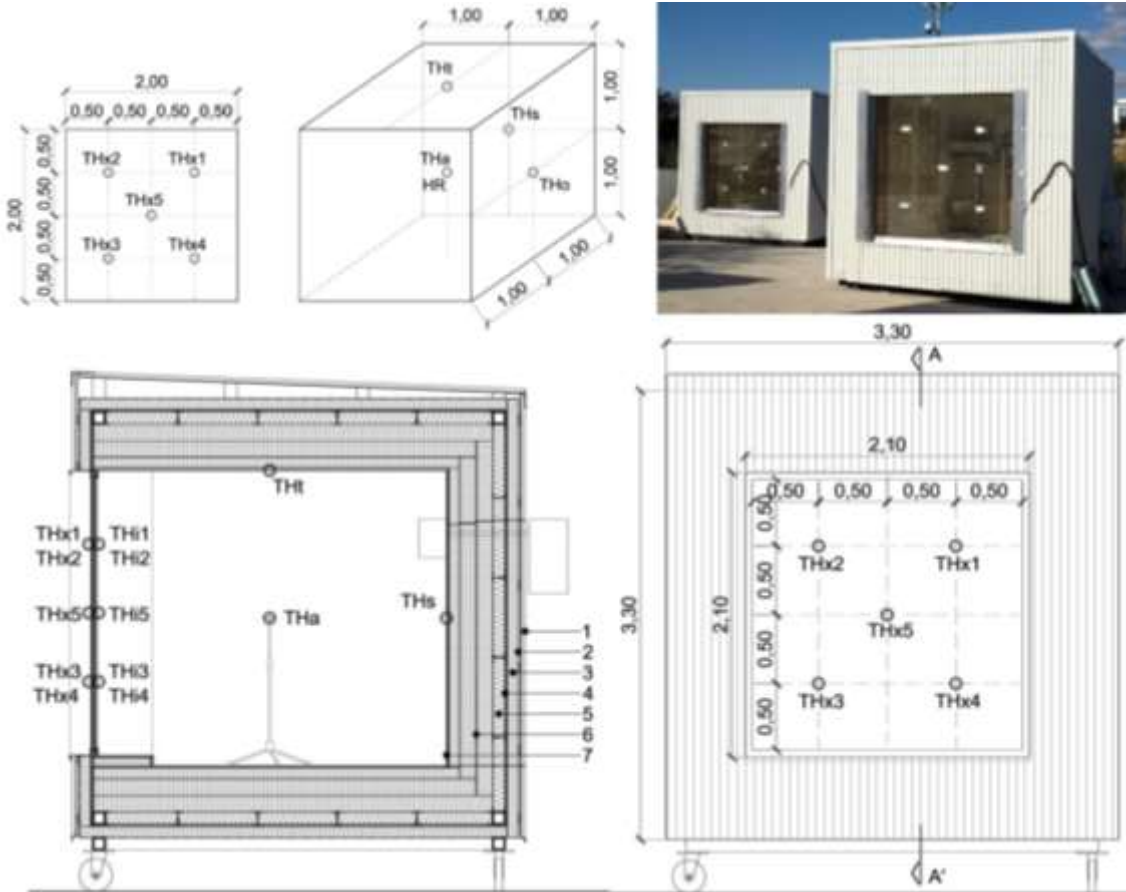 2,00
0,50 0,50 0,50 0,50
2,00
0,50
0,50
0,50
0,50
THx2
THx1
THx5
THx3
THx4
1,00
1,00
THt
THs
THa
HR
THo
1,00
1,00
1,00
1,00
THx1
THx2
THi1
THi2
THx5
THi5
THx3
THx4
THi3
THi4
THt
THa
THs
1
2
3
4
5
6
7
3,30
A
2,10
0,50 0,50 0,50 0,50
0,50
0,50
0,50
0,50
2,10
3,30
THx2
THx1
THx5
THx3
THx4
A'